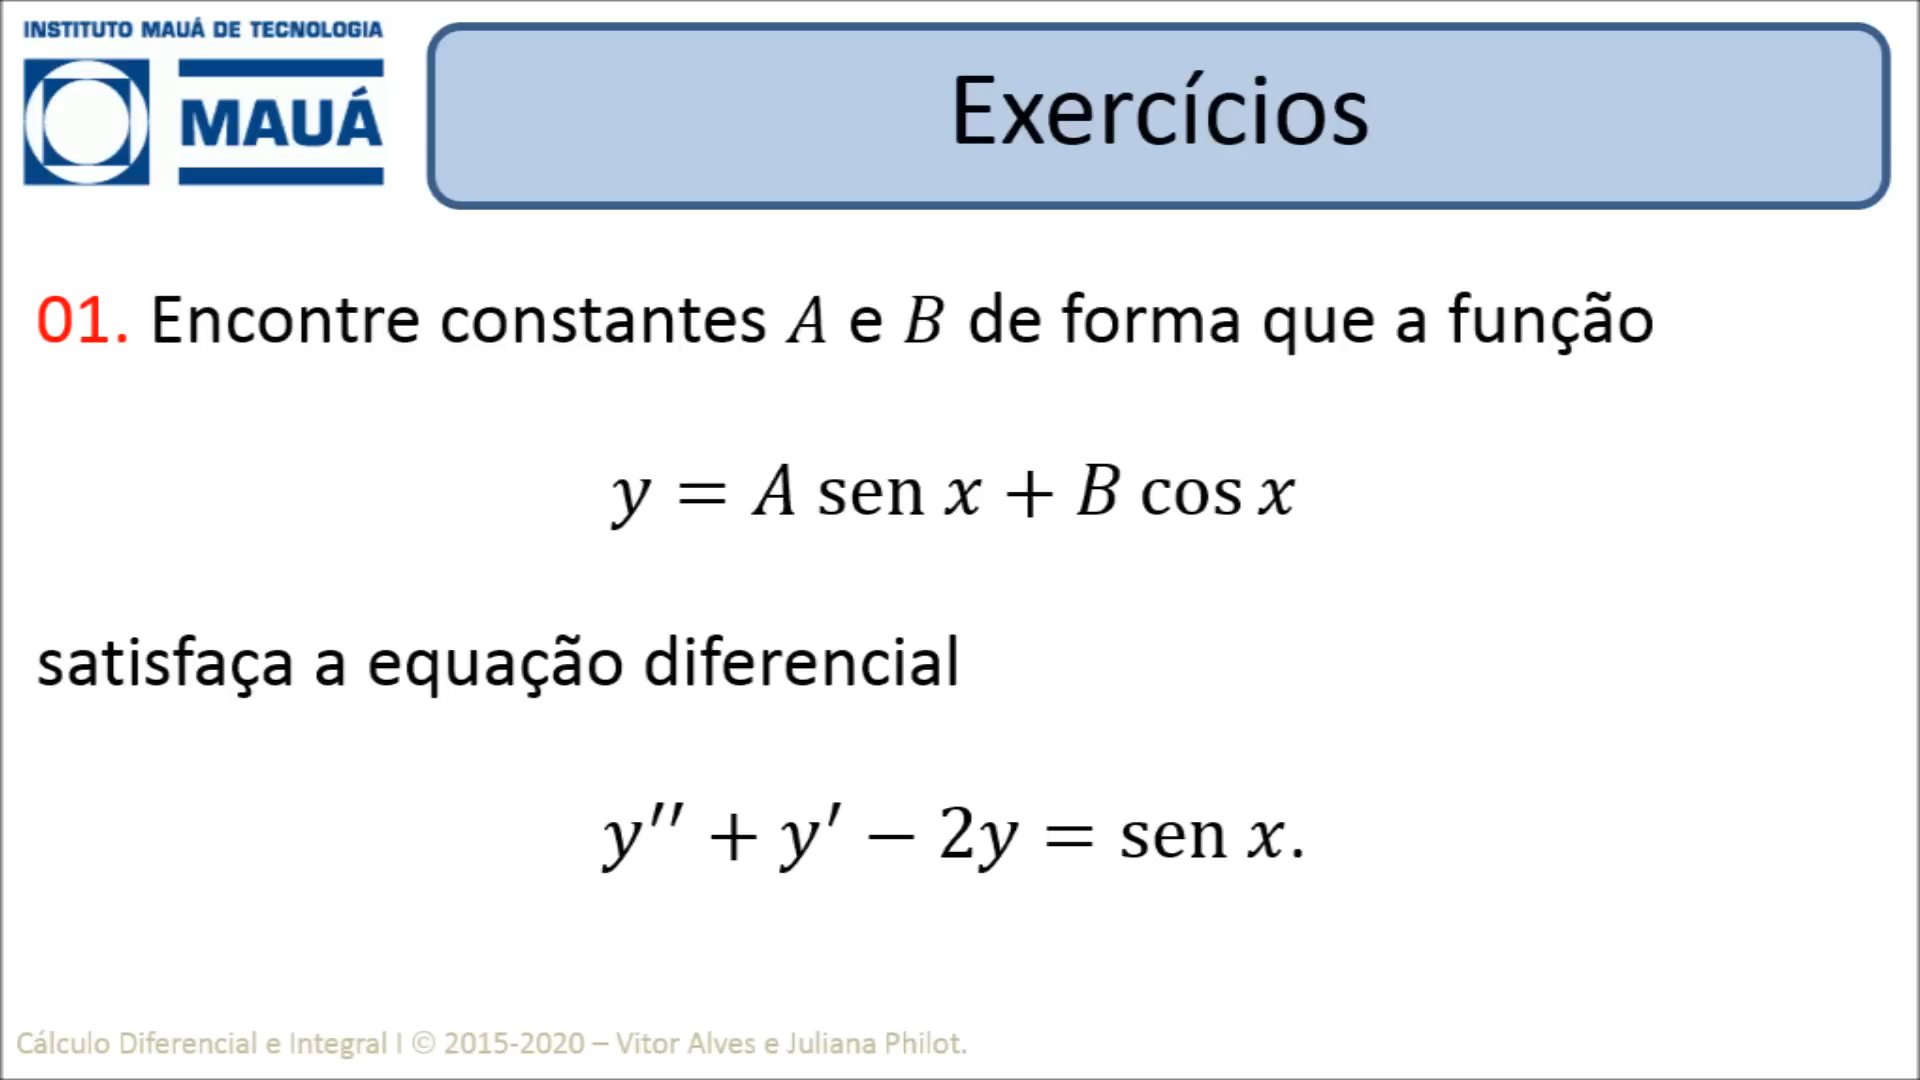 INSTITUTO MAUÁ DE TECNOLOGIA
MAUÁ
Exercícios
01. Encontre constantes A e B de forma que a função
y = A sen x + B cos x
satisfaça a equação diferencial
y′′ + y′ − 2y = sen x.
Cálculo Diferencial e Integral I © 2015-2020 – Vitor Alves e Juliana Philot.